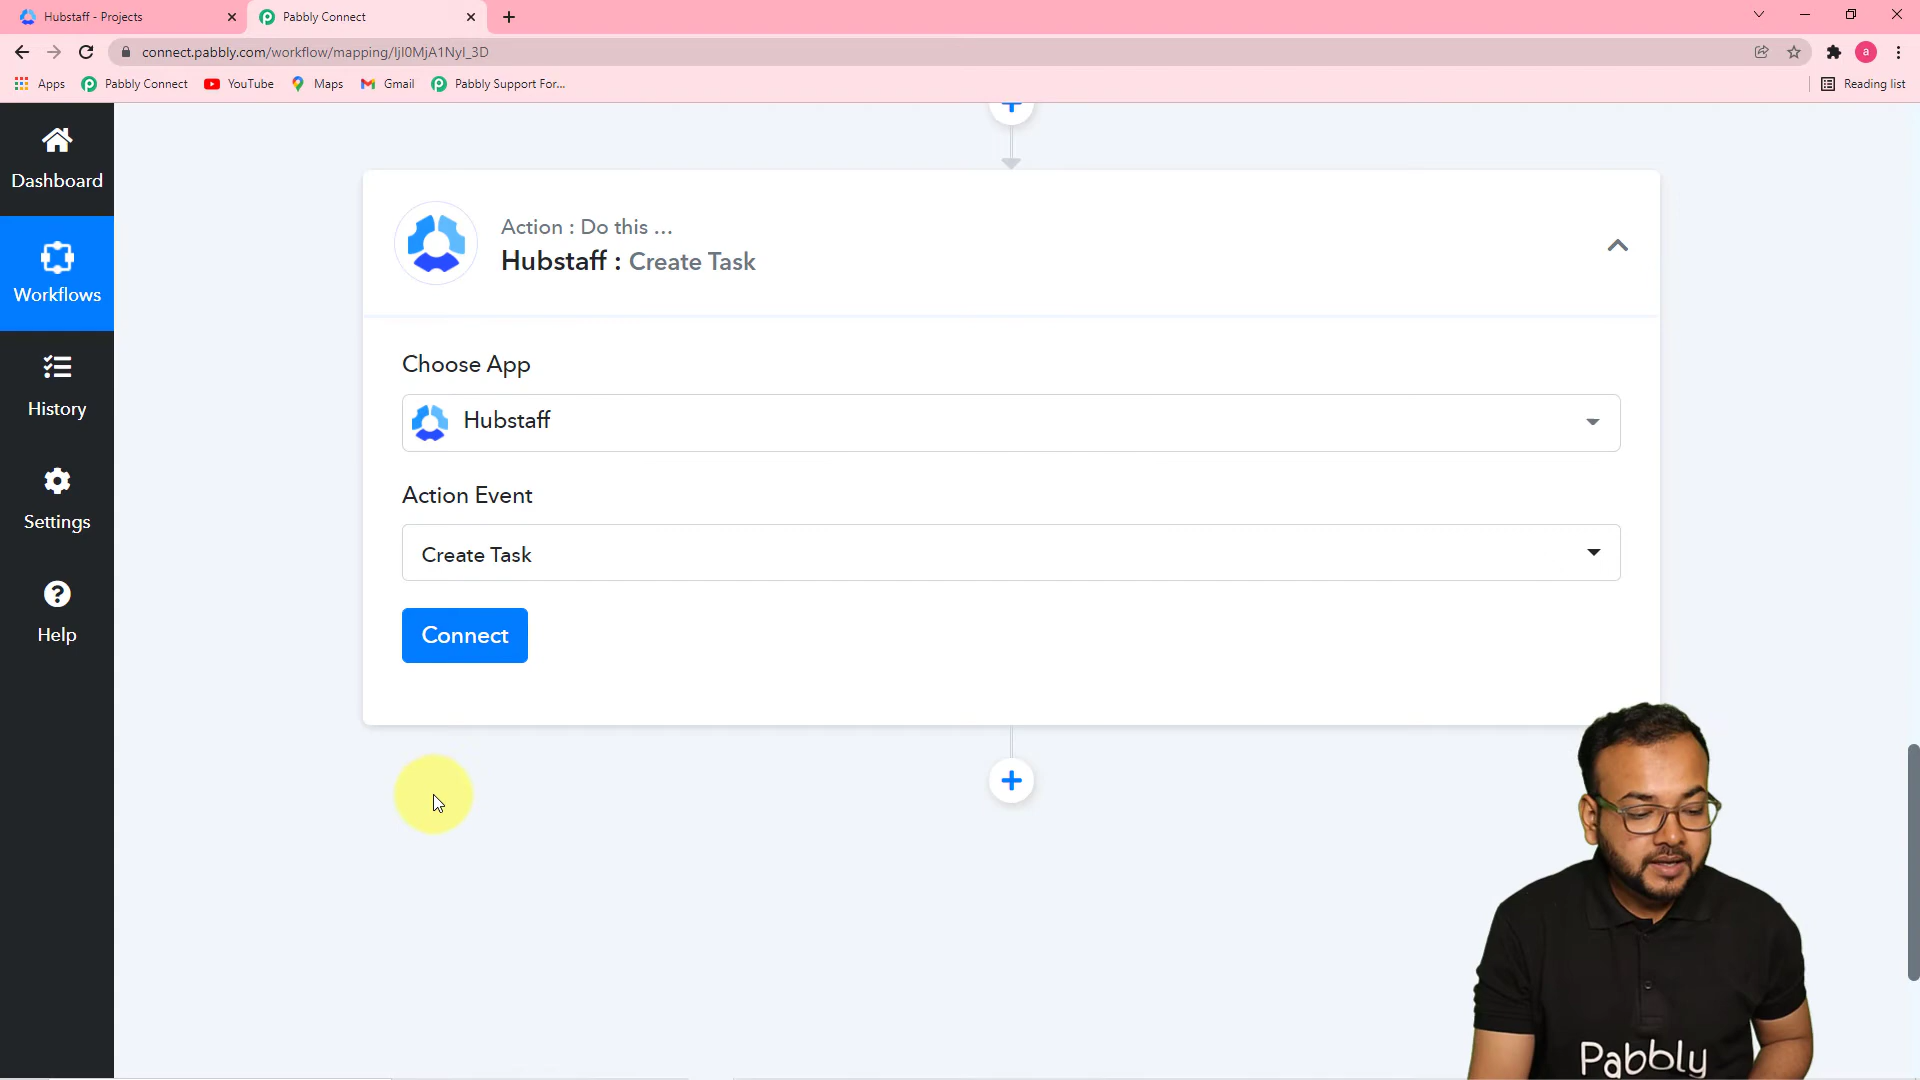 Hubstaff - Projects
Pabbly Connect
connect.pabbly.com/workflow/mapping/IjI0MjA1NyI_3D
a
Apps
Pabbly Connect
YouTube
Maps
Gmail
Pabbly Support For...
Reading list
Dashboard
Workflows
History
Settings
Help
Action : Do this ...
Hubstaff : Create Task
Choose App
Hubstaff
Action Event
Create Task
Connect
Pabbly